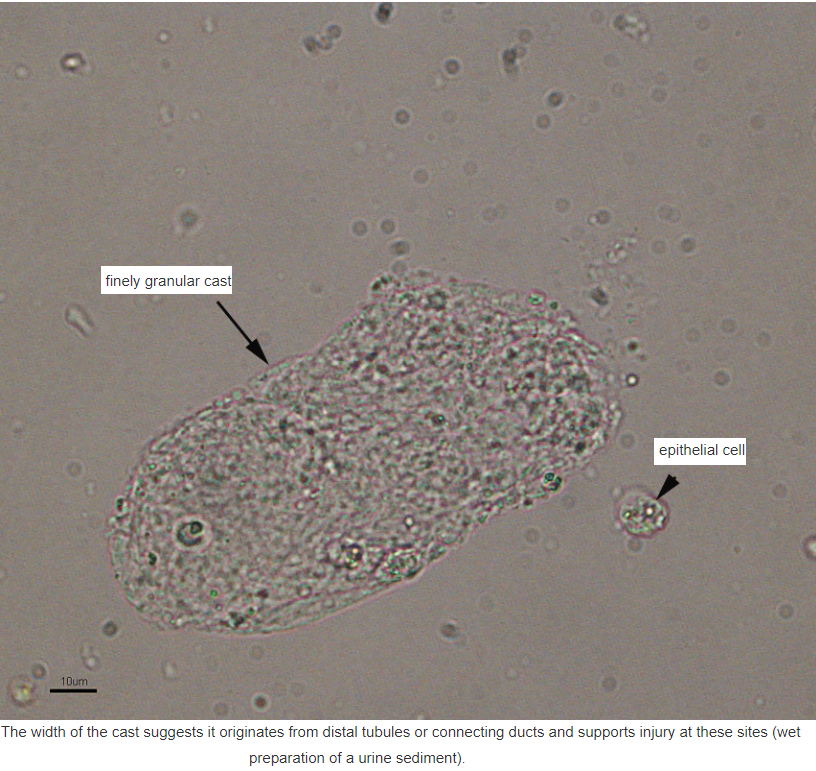 finely granular cast
epithelial cell
10um
The width of the cast suggests it originates from distal tubules or connecting ducts and supports injury at these sites (wet
preparation of a urine sediment).